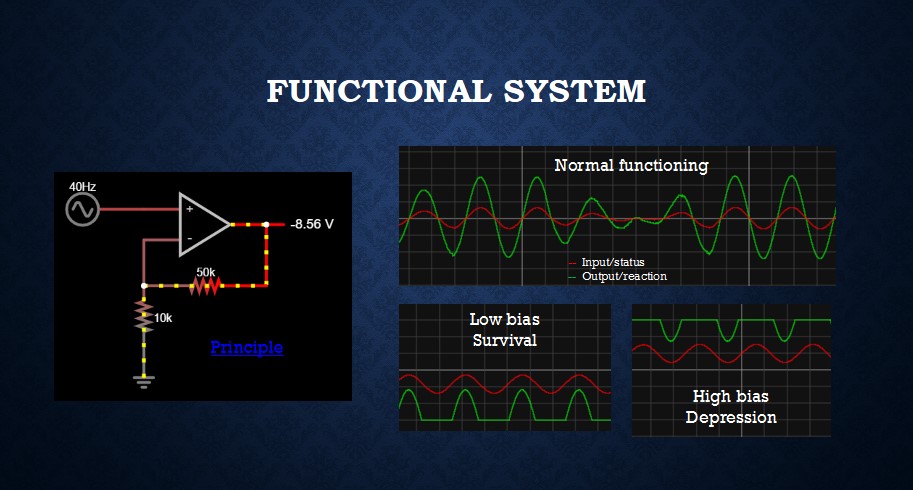 FUNCTIONAL SYSTEM
40Hz
+
-
-8.56 V
50k
10k
Principle
Normal functioning
Input/status
Output/reaction
Low bias
Survival
High bias
Depression